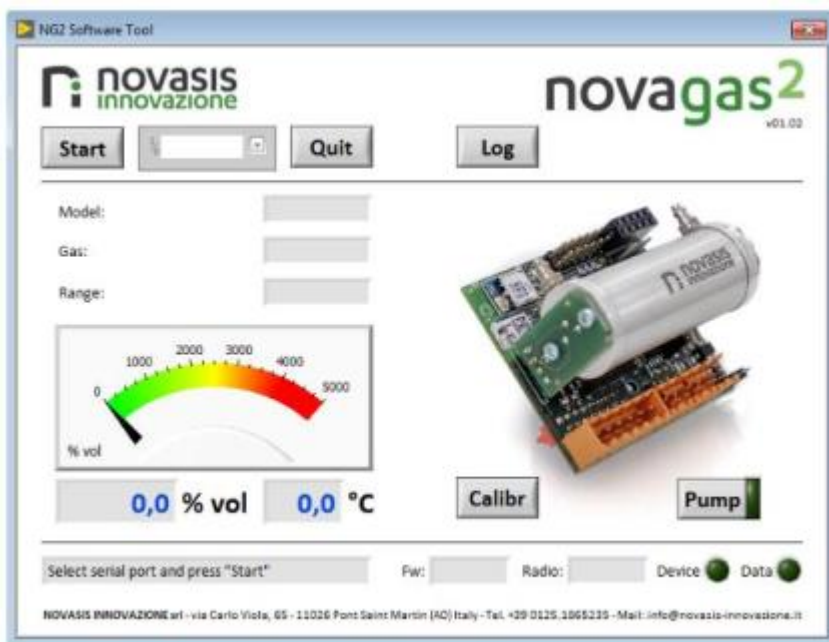 NG2 Software Tool
novasis
innovazione
novagas2
v01.02
Start
Quit
Log
Model:
Gas:
Range:
novasis
innovazione
0
1000
2000
3000
4000
5000
% vol
0,0 % vol
0,0 °C
Calibr
Pump
Select serial port and press "Start"
Fw:
Radio:
Device
Data
NOVASIS INNOVAZIONE srl - via Carlo Viola, 65 - 11026 Pont Saint Martin (AO) Italy - Tel. +39 0125.1865235 - Mail: info@novasis-innovazione.it